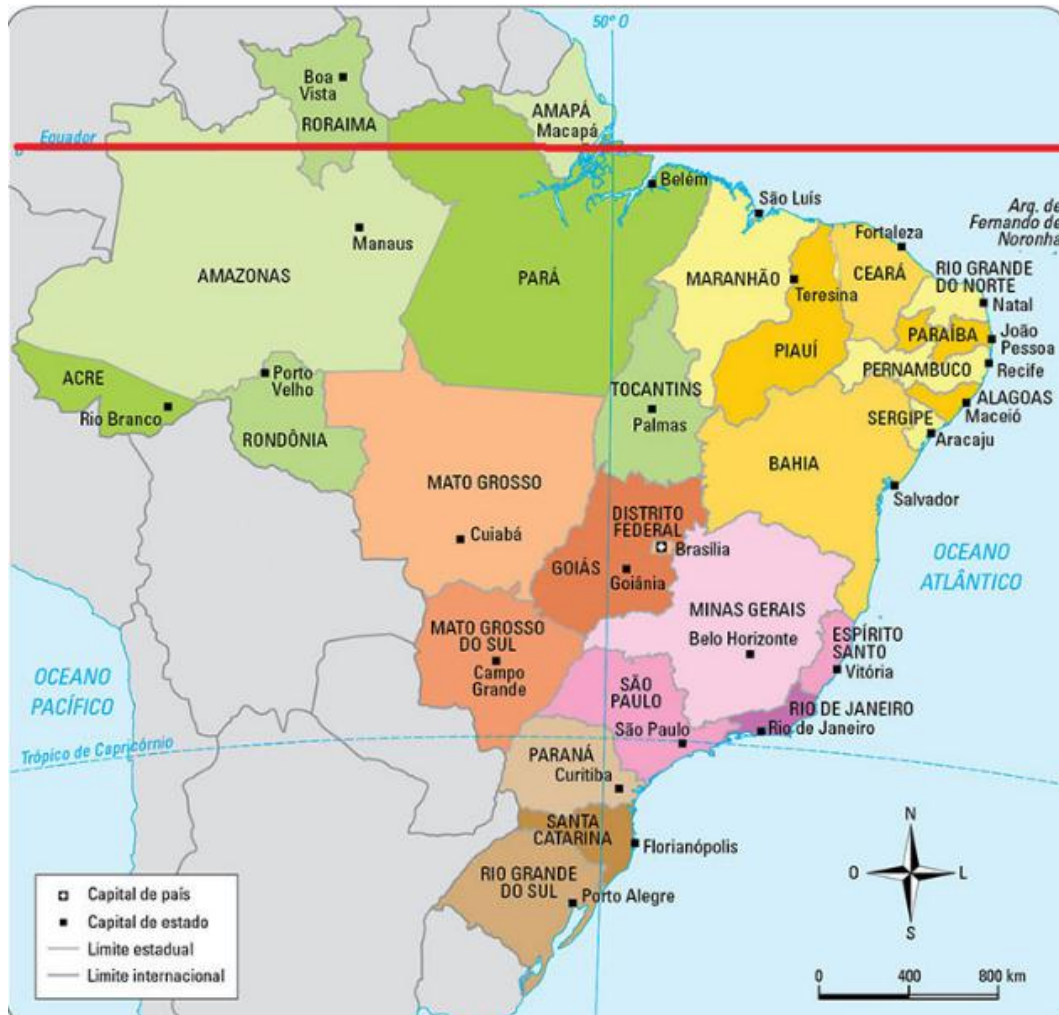 50° O
Boa
Vista
RORAIMA
AMAPÁ
Macapá
Equador
0°
Belém
São Luís
Arq. de
Fernando de
Noronha
Fortaleza
Manaus
AMAZONAS
PARÁ
MARANHÃO
Teresina
CEARÁ
RIO GRANDE
DO NORTE
Natal
PARAÍBA
João
Pessoa
PIAUÍ
PERNAMBUCO
Recife
ACRE
Rio Branco
Porto
Velho
TOCANTINS
Palmas
ALAGOAS
Maceió
SERGIPE
Aracaju
RONDÔNIA
BAHIA
MATO GROSSO
Salvador
DISTRITO
FEDERAL
Brasília
Cuiabá
GOIÁS
Goiânia
OCEANO
ATLÂNTICO
MINAS GERAIS
Belo Horizonte
MATO GROSSO
DO SUL
Campo
Grande
ESPÍRITO
SANTO
Vitória
OCEANO
PACÍFICO
SÃO
PAULO
São Paulo
RIO DE JANEIRO
Rio de Janeiro
Trópico de Capricórnio
PARANÁ
Curitiba
SANTA
CATARINA
Florianópolis
RIO GRANDE
DO SUL
Porto Alegre
N
O
L
S
Capital de país
Capital de estado
Limite estadual
Limite internacional
0 400 800 km